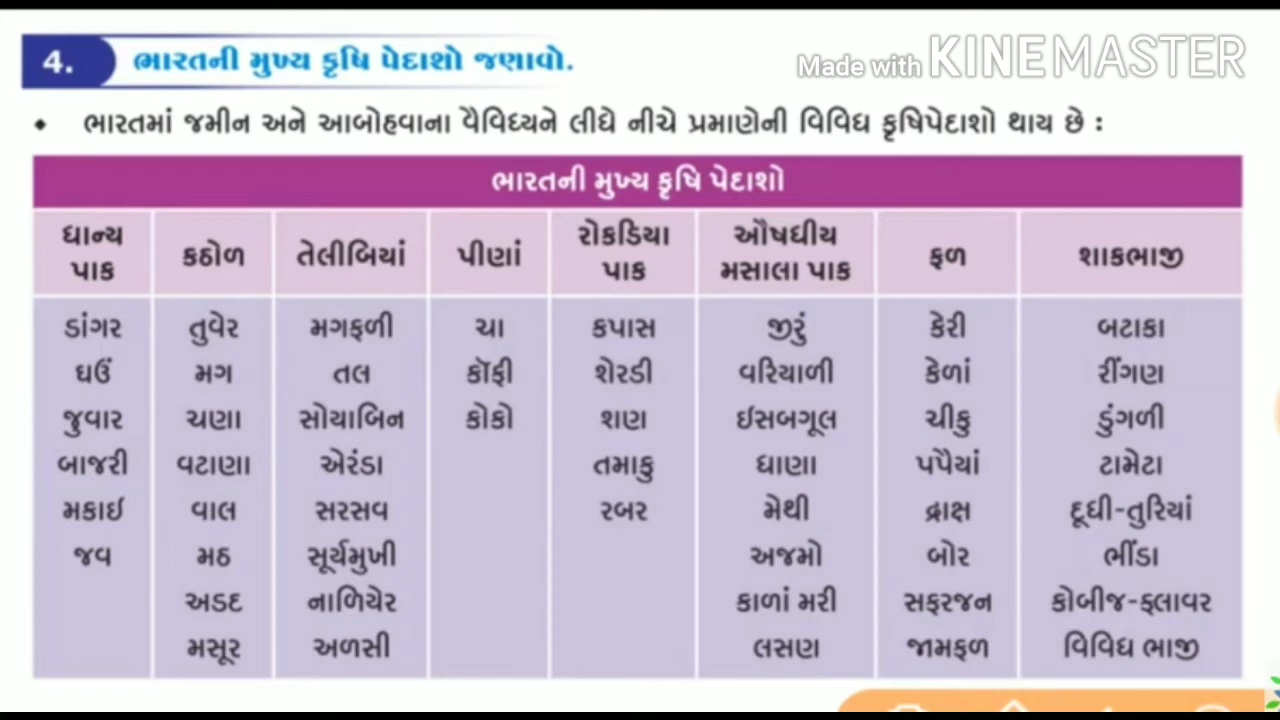 4. ભારતની મુખ્ય કૃષિ પેદાશો જણાવો.
Made with KINEMASTER
• ભારતમાં જમીન અને આબોહવાના વૈવિધ્યને લીધે નીચે પ્રમાણેની વિવિધ કૃષિપેદાશો થાય છે :
ભારતની મુખ્ય કૃષિ પેદાશો
ધાન્ય પાક કઠોળ તેલીબિયાં પીણાં રોકડિયા પાક ઔષધીય મસાલા પાક ફળ શાકભાજી
ડાંગર તુવેર મગફળી ચા કપાસ જીરું કેરી બટાકા
ઘઉં મગ તલ કૉફી શેરડી વરિયાળી કેળાં રીંગણ
જુવાર ચણા સોયાબિન કોકો શણ ઇસબગૂલ ચીકુ ડુંગળી
બાજરી વટાણા એરંડા તમાકુ ધાણા પપૈયાં ટામેટા
મકાઈ વાલ સરસવ રબર મેથી દ્રાક્ષ દૂધી-તુરિયાં
જવ મઠ સૂર્યમુખી અજમો બોર ભીંડા
અડદ નાળિયેર કાળાં મરી સફરજન કોબીજ-ફ્લાવર
મસૂર અળસી લસણ જામફળ વિવિધ ભાજી